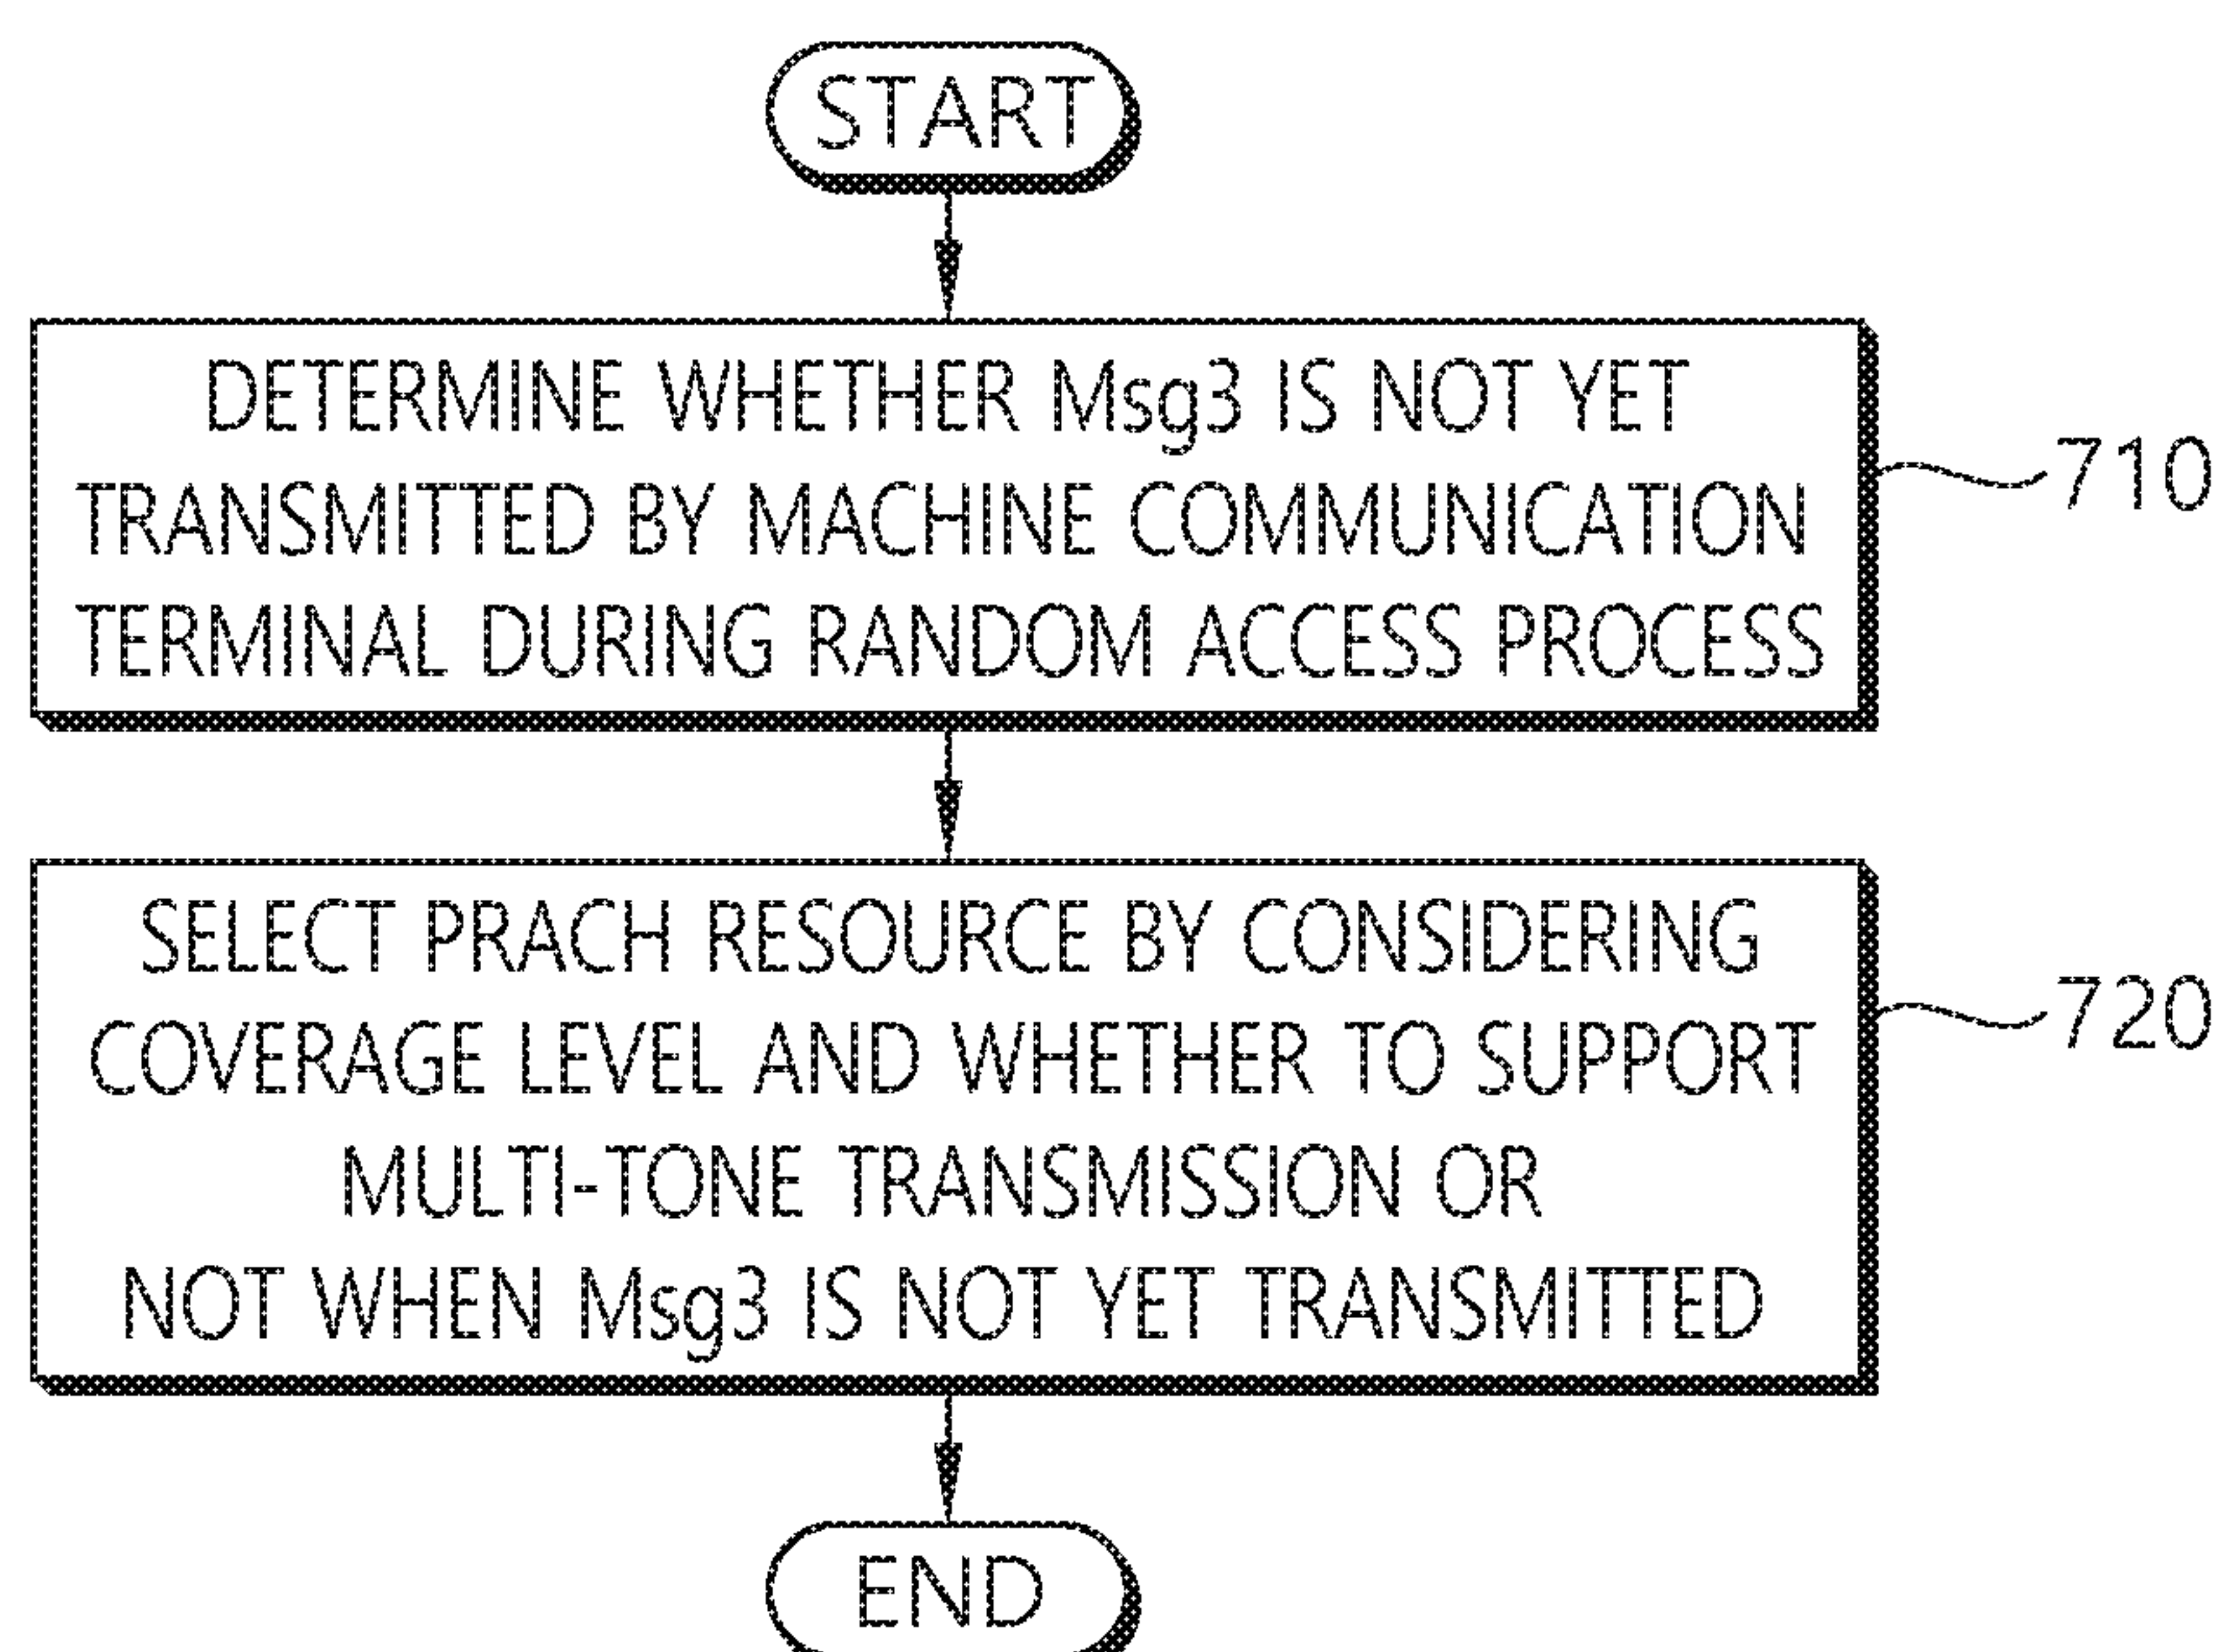 START
DETERMINE WHETHER Msg3 IS NOT YET
TRANSMITTED BY MACHINE COMMUNICATION
TERMINAL DURING RANDOM ACCESS PROCESS
710
SELECT PRACH RESOURCE BY CONSIDERING
COVERAGE LEVEL AND WHETHER TO SUPPORT
MULTI-TONE TRANSMISSION OR
NOT WHEN Msg3 IS NOT YET TRANSMITTED
720
END